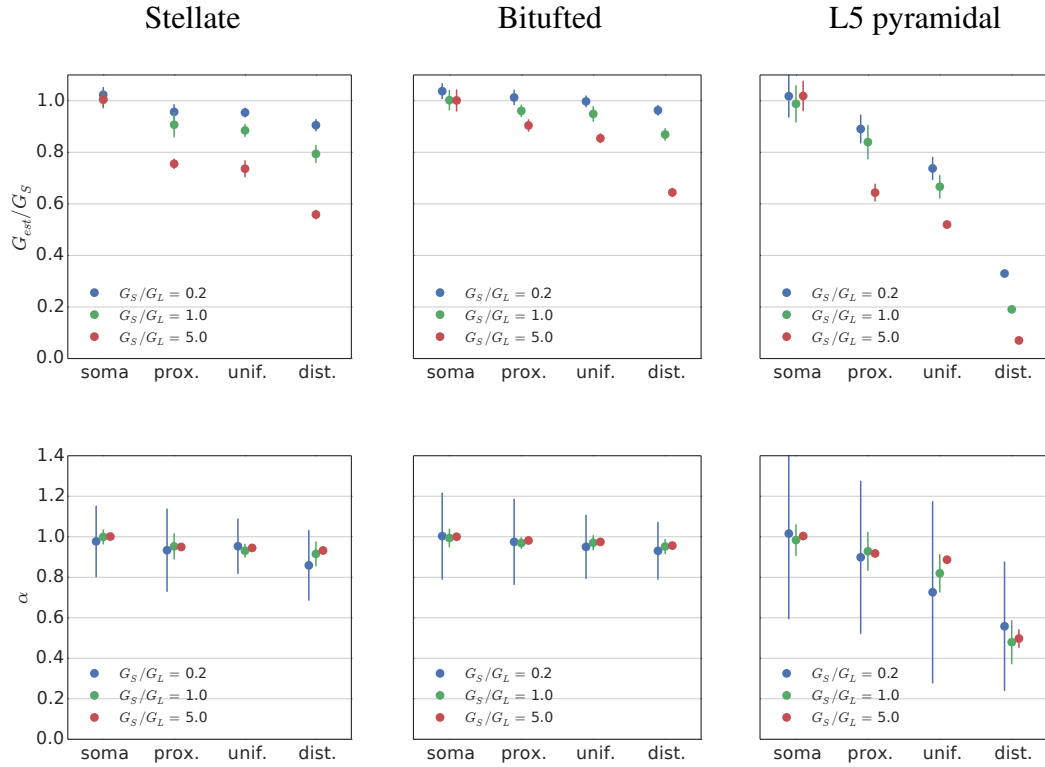 Stellate Bitufted L5 pyramidal
G_est/G_S
1.0
0.8
0.6
0.4
0.2
0.0
G_S/G_L = 0.2
G_S/G_L = 1.0
G_S/G_L = 5.0
soma prox. unif. dist.
G_S/G_L = 0.2
G_S/G_L = 1.0
G_S/G_L = 5.0
soma prox. unif. dist.
G_S/G_L = 0.2
G_S/G_L = 1.0
G_S/G_L = 5.0
soma prox. unif. dist.
α
1.4
1.2
1.0
0.8
0.6
0.4
0.2
0.0
G_S/G_L = 0.2
G_S/G_L = 1.0
G_S/G_L = 5.0
soma prox. unif. dist.
G_S/G_L = 0.2
G_S/G_L = 1.0
G_S/G_L = 5.0
soma prox. unif. dist.
G_S/G_L = 0.2
G_S/G_L = 1.0
G_S/G_L = 5.0
soma prox. unif. dist.